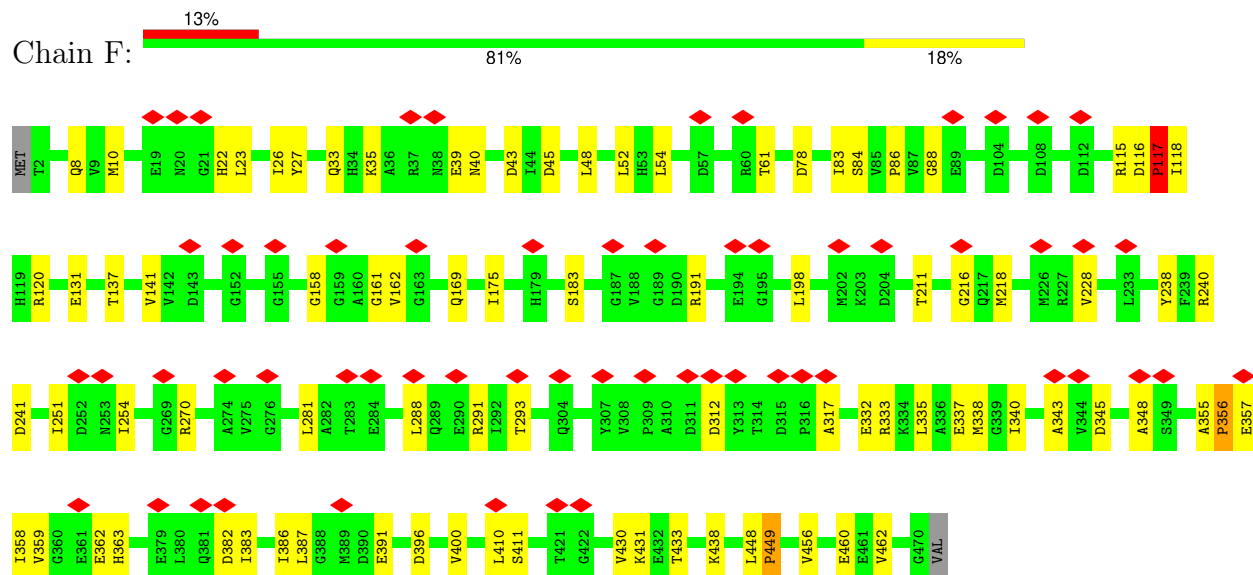 13%
Chain F:
81% 18%
MET T2 Q8 V9 M10 E19 N20 G21 H22 L23 I26 Y27 Q33 H34 K35 A36 R37 N38 E39 N40 D43 I44 D45 L48 L52 H53 L54 D57 R60 T61 D78 I83 S84 V85 P86 V87 G88 E89 D104 D108 D112 R115 D116 P117 I118
H119 R120 E131 T137 V141 V142 D143 G152 G155 G158 G159 A160 G161 V162 G163 Q169 I175 H179 S183 G187 V188 G189 D190 R191 E194 G195 L198 M202 K203 D204 T211 G216 Q217 M218 M226 R227 V228 L233 Y238 F239 R240
D241 I251 D252 N253 I254 G269 R270 A274 V275 G276 L281 A282 T283 E284 L288 Q289 E290 R291 I292 T293 Q304 Y307 V308 P309 A310 D311 D312 Y313 T314 D315 P316 A317 E332 R333 K334 L335 A336 E337 M338 G339 I340 A343 V344 D345 A348 S349 A355 P356 E357
I358 V359 G360 E361 E362 H363 E379 L380 Q381 D382 I383 I386 L387 G388 M389 D390 E391 D396 V400 L410 S411 T421 G422 V430 K431 E432 T433 K438 L448 P449 V456 E460 E461 V462 G470 VAL